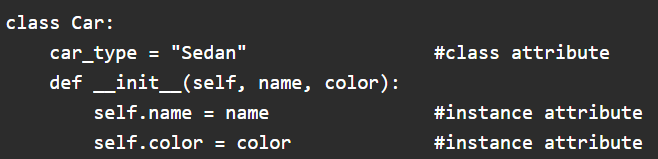 class Car:
    car_type = "Sedan"                 #class attribute
    def __init__(self, name, color):
        self.name = name               #instance attribute
        self.color = color             #instance attribute